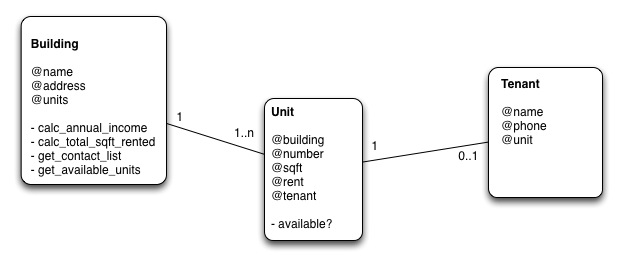 Building
@name
@address
@units
- calc_annual_income
- calc_total_sqft_rented
- get_contact_list
- get_available_units
1
1..n
Unit
@building
@number
@sqft
@rent
@tenant
- available?
1
0..1
Tenant
@name
@phone
@unit